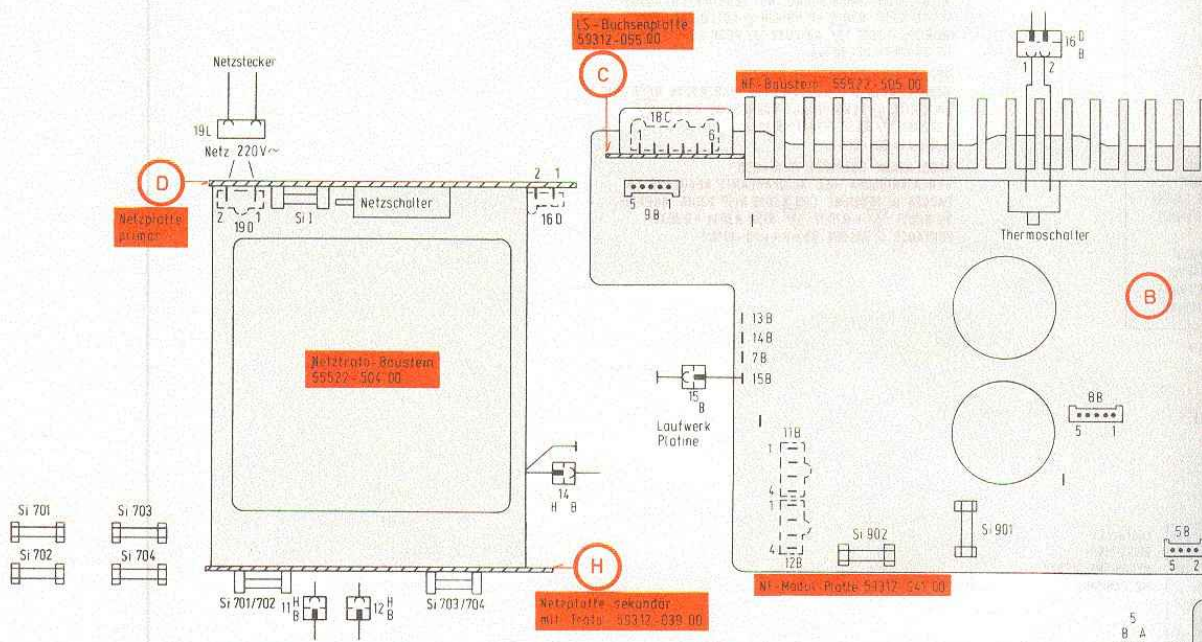 LS-Buchsenplatte
59312-055.00
C
NF-Baustein 55522-505.00
16 D
B
1 2
Netzstecker
19L
Netz 220V~
18C
1 6
D
Netzplatte
primär
2 1
19D
Si 1
Netzschalter
2 1
16D
5 1
9B
Thermoschalter
B
13B
14B
7B
15B
15
B
Laufwerk
Platine
Netztrafo-Baustein
55522-504.00
8B
5 1
11B
1
4
1
4
12B
14
H B
Si 701
Si 703
Si 702
Si 704
Si 902
Si 901
5B
5 2
H
Si 701/702
11 H
B
12 H
B
Si 703/704
Netzplatte sekundär
mit Trafo 59312-039.00
NF-Modul-Platte 59312-041.00
5
B A